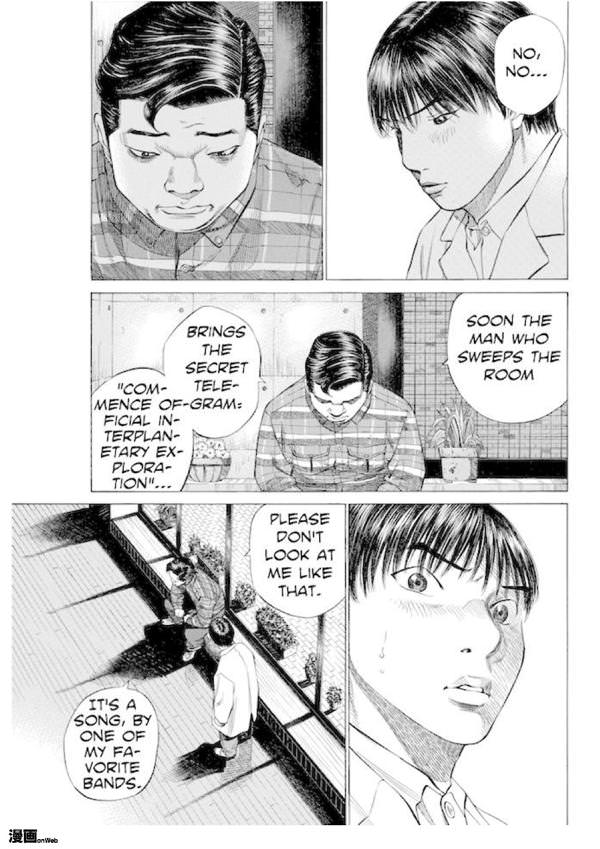 NO,
NO...
SOON THE
MAN WHO
SWEEPS THE
ROOM
BRINGS
THE
SECRET
TELE-
GRAM:
"COM-
MENCE OF-
FICIAL IN-
TERPLAN-
ETARY EX-
PLORA-
TION"...
PLEASE
DON'T
LOOK AT
ME LIKE
THAT.
IT'S A
SONG, BY
ONE OF
MY FA-
VORITE
BANDS.
漫画onWeb